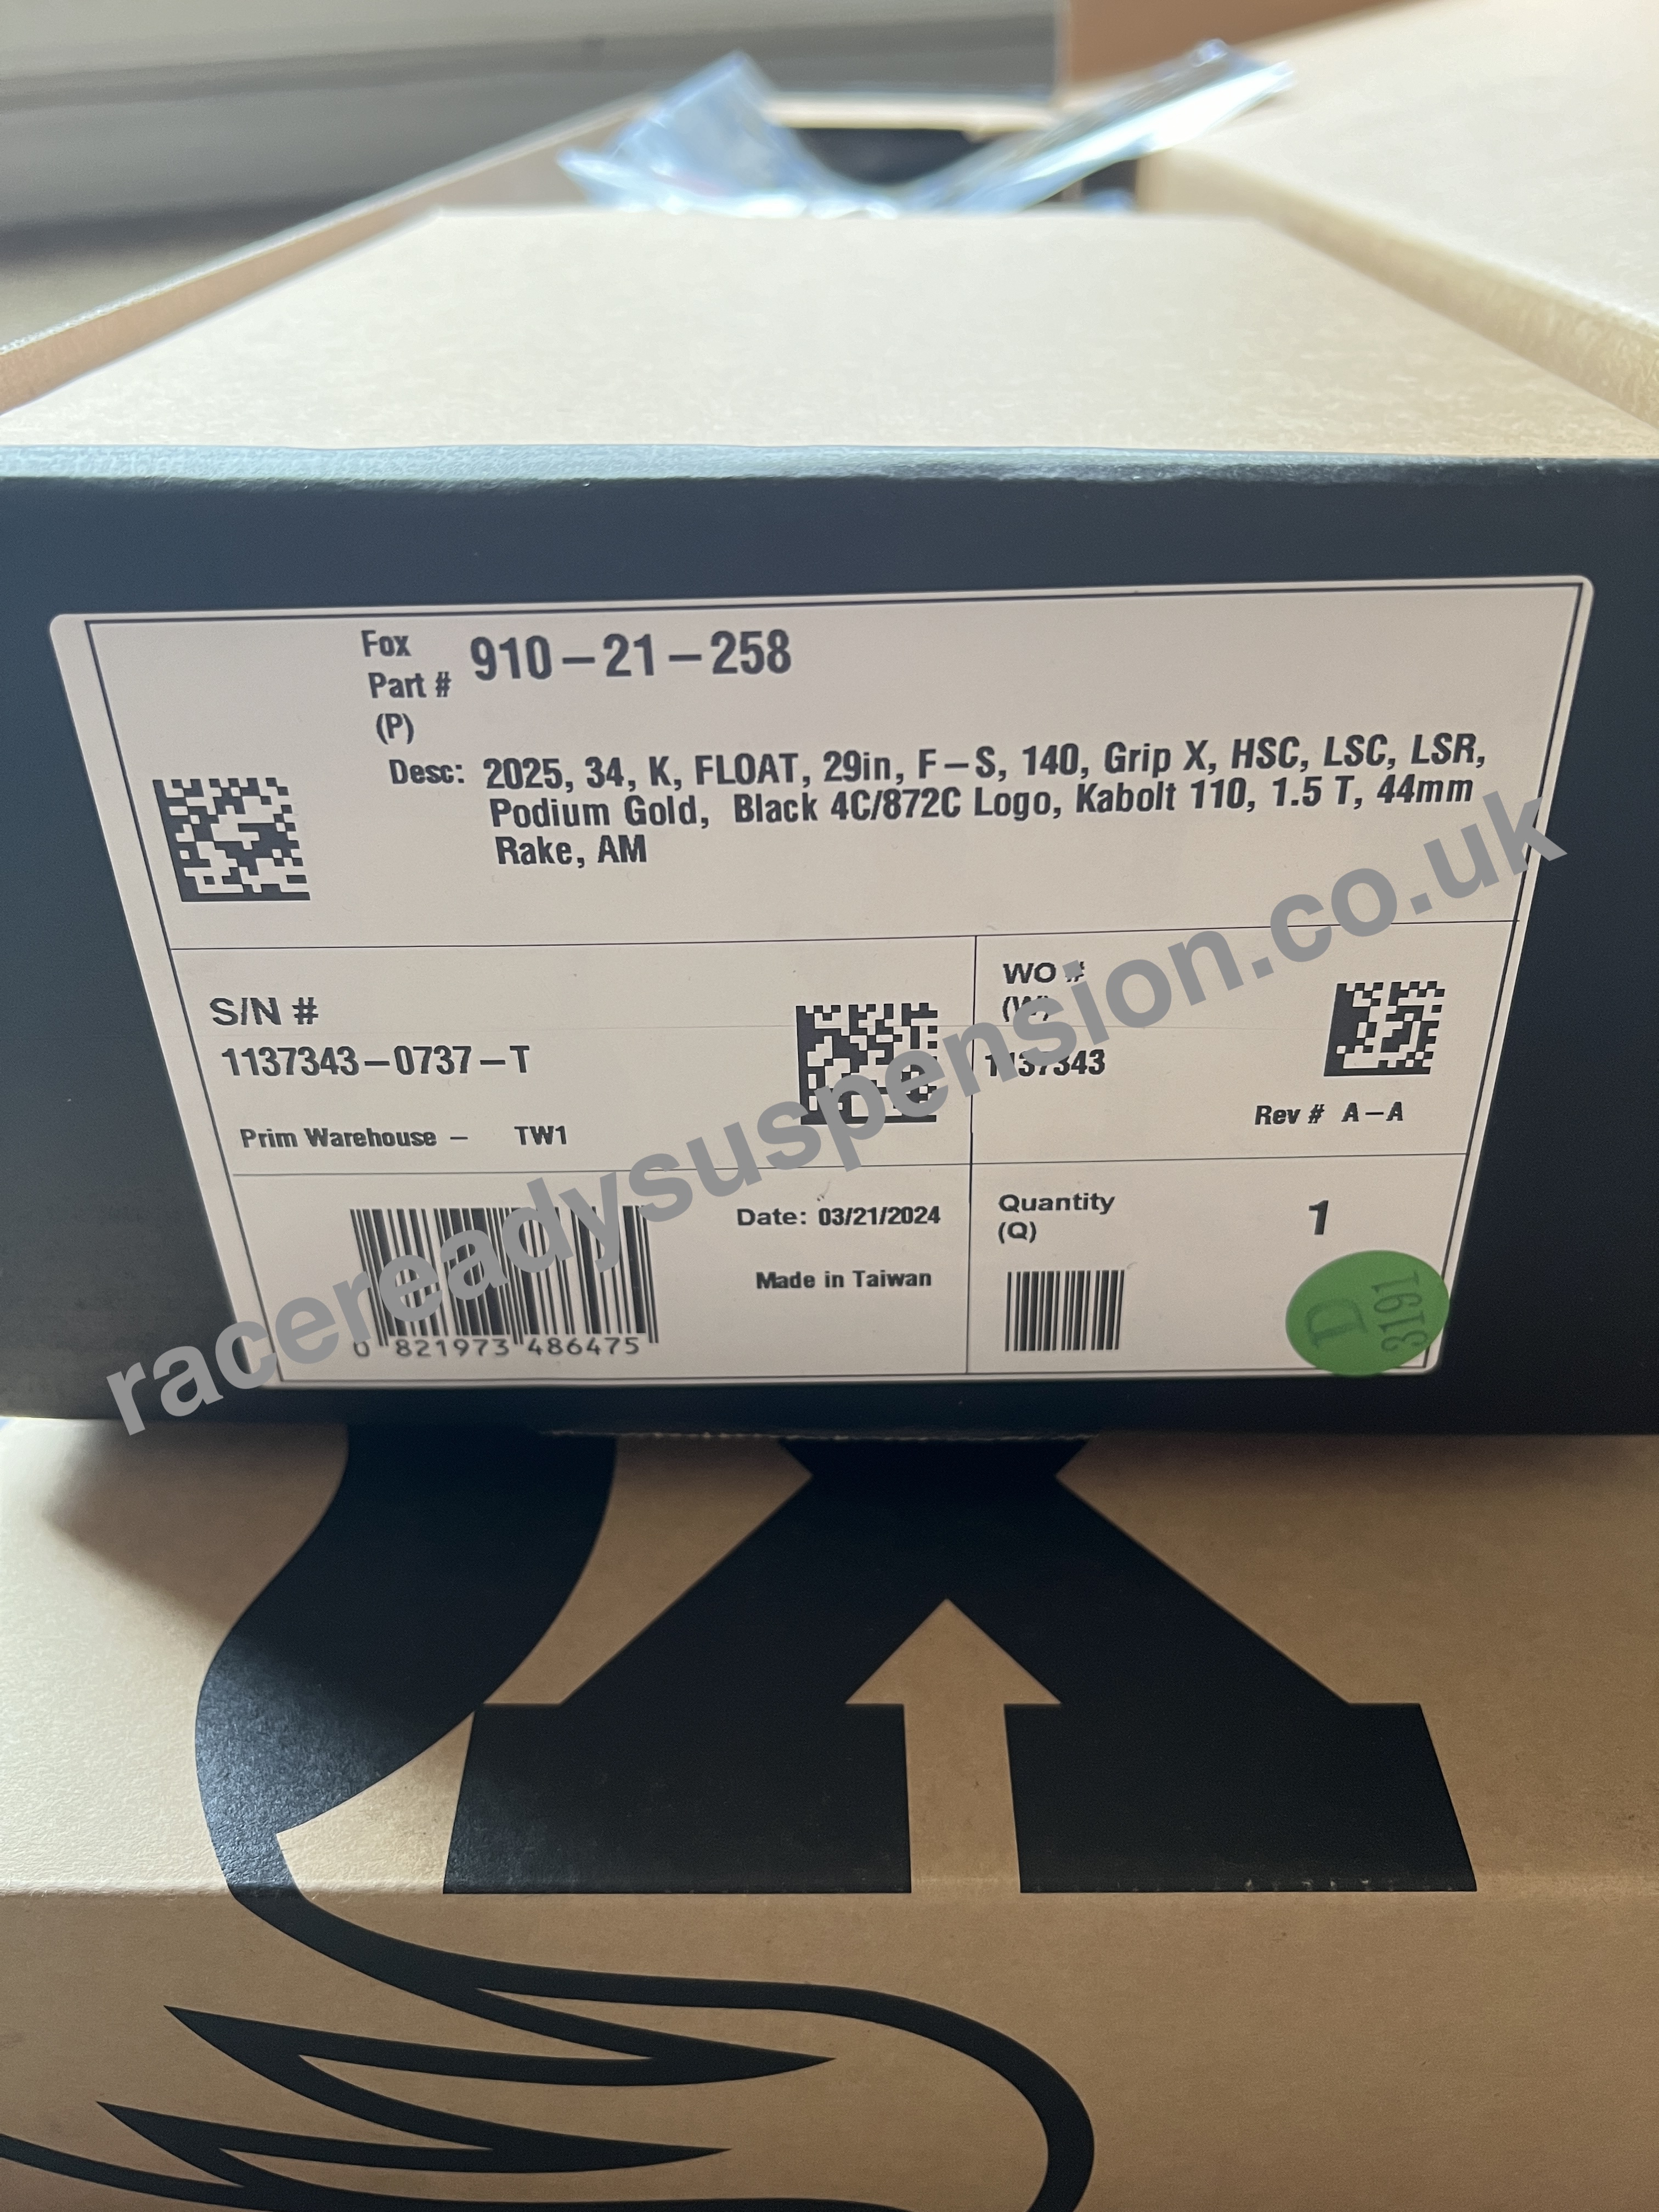 Fox
Part #
(P)
910-21-258
Desc: 2025, 34, K, FLOAT, 29in, F-S, 140, Grip X, HSC, LSC, LSR,
Podium Gold, Black 4C/872C Logo, Kabolt 110, 1.5 T, 44mm
Rake, AM
S/N #
1137343-0737-T
Prim Warehouse - TW1
WO #
(W)
1137343
Rev # A-A
0 821973 486475
Date: 03/21/2024
Made in Taiwan
Quantity
(Q)
1
D
3191
racereadysuspension.co.uk
X